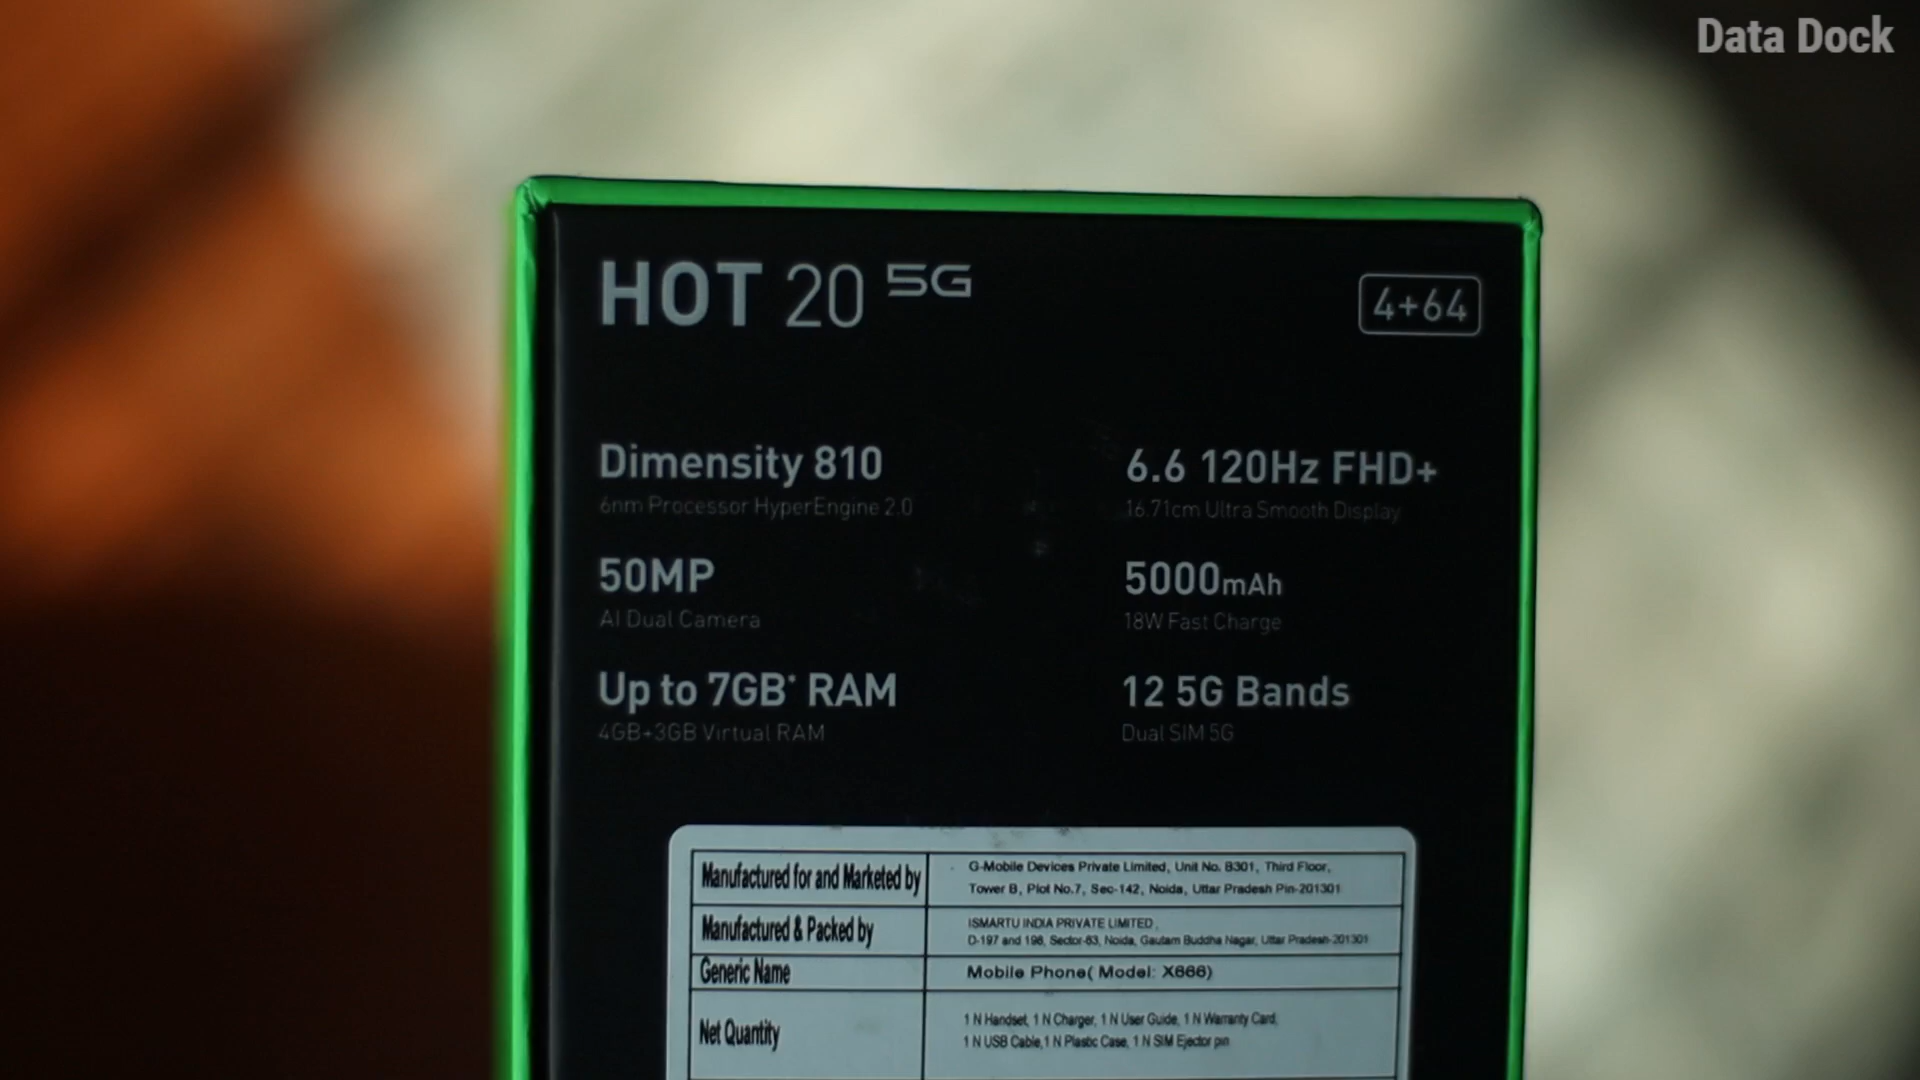 Data Dock
HOT 20 5G
4+64
Dimensity 810
6nm Processor HyperEngine 2.0
6.6 120Hz FHD+
16.71cm Ultra Smooth Display
50MP
AI Dual Camera
5000mAh
18W Fast Charge
Up to 7GB* RAM
4GB+3GB Virtual RAM
12 5G Bands
Dual SIM 5G
Manufactured for and Marketed by
G-Mobile Devices Private Limited, Unit No. B301, Third Floor,
Tower B, Plot No.7, Sec-142, Noida, Uttar Pradesh Pin-201301
Manufactured & Packed by
ISMARTU INDIA PRIVATE LIMITED,
D-197 and 198, Sector-63, Noida, Gautam Buddha Nagar, Uttar Pradesh-201301
Generic Name
Mobile Phone( Model: X666)
Net Quantity
1 N Handset, 1 N Charger, 1 N User Guide, 1 N Warranty Card,
1 N USB Cable,1 N Plastic Case, 1 N SIM Ejector pin